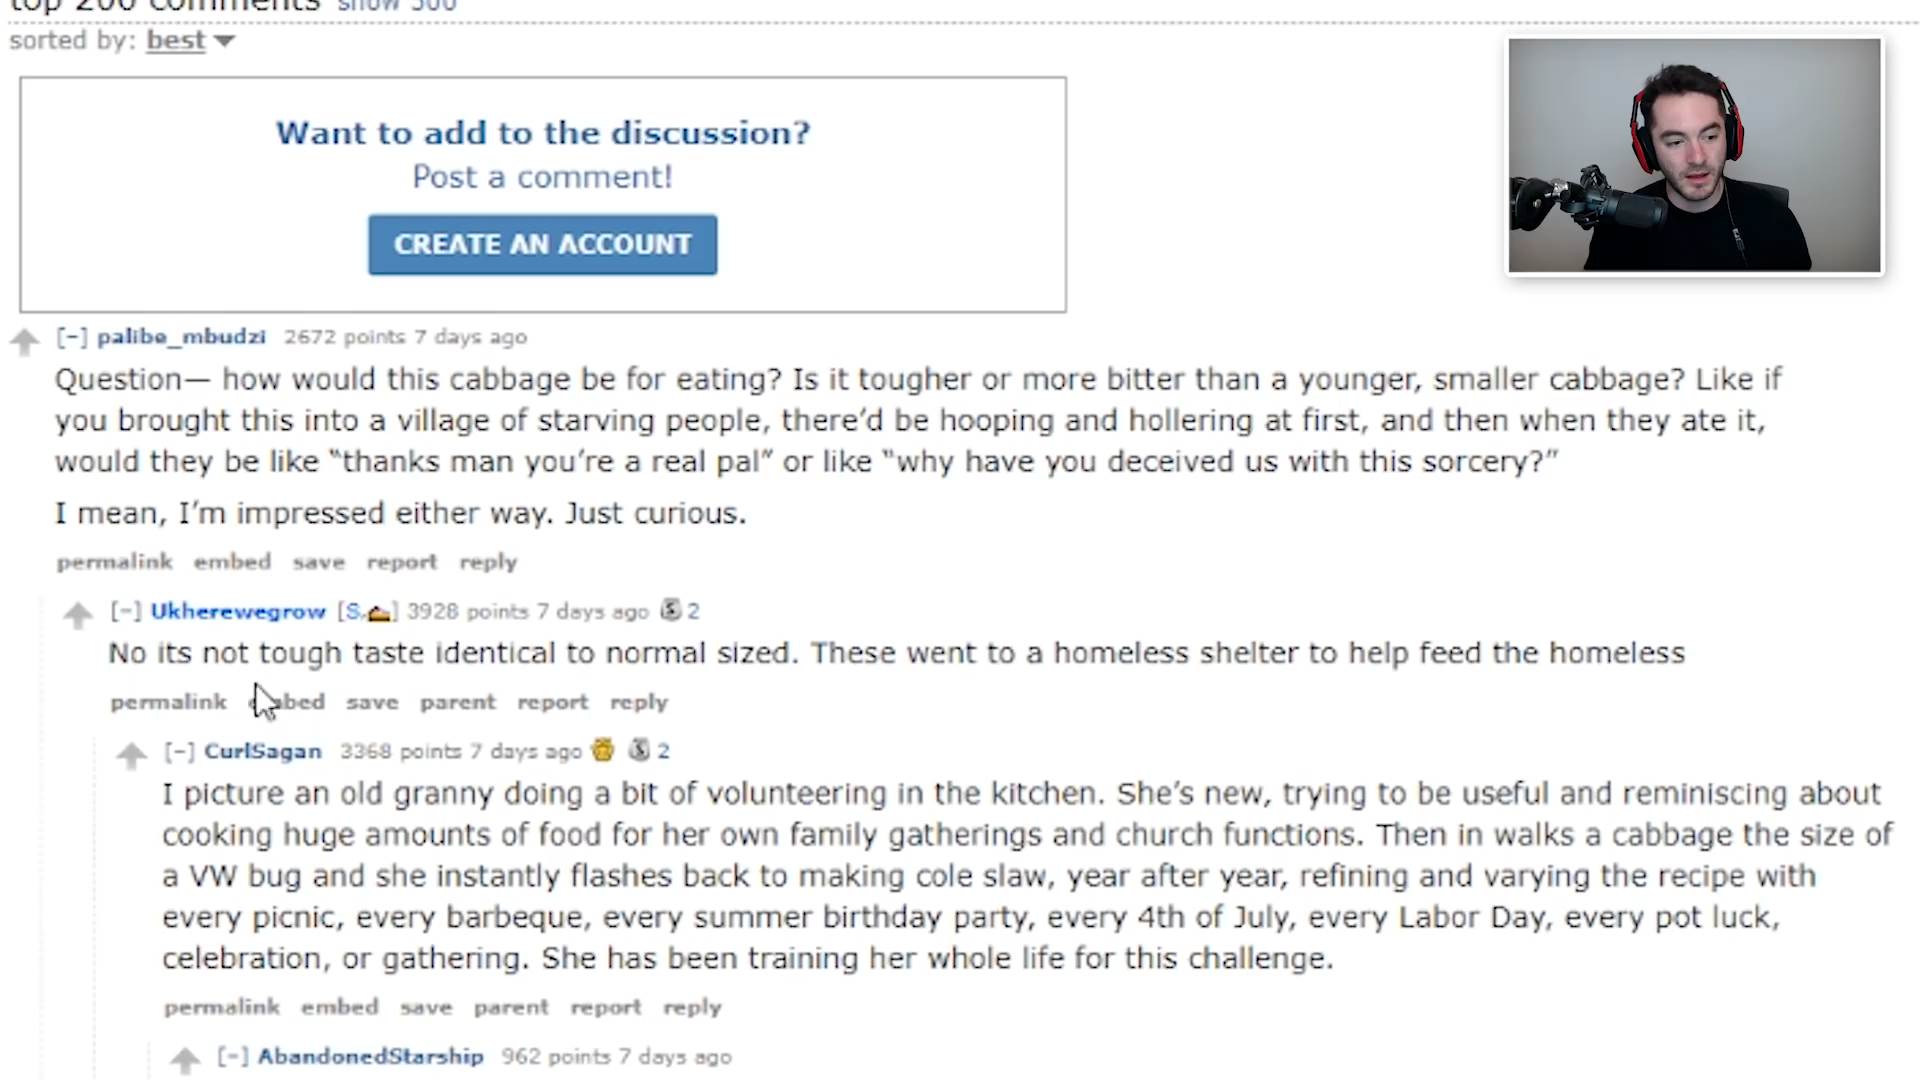 top 200 comments show 500
sorted by: best
Want to add to the discussion?
Post a comment!
CREATE AN ACCOUNT
[–] palibe_mbudzi 2672 points 7 days ago
Question— how would this cabbage be for eating? Is it tougher or more bitter than a younger, smaller cabbage? Like if
you brought this into a village of starving people, there’d be hooping and hollering at first, and then when they ate it,
would they be like “thanks man you’re a real pal” or like “why have you deceived us with this sorcery?”
I mean, I’m impressed either way. Just curious.
permalink embed save report reply
[–] Ukherewegrow [S,] 3928 points 7 days ago S 2
No its not tough taste identical to normal sized. These went to a homeless shelter to help feed the homeless
permalink embed save parent report reply
[–] CurlSagan 3368 points 7 days ago S 2
I picture an old granny doing a bit of volunteering in the kitchen. She’s new, trying to be useful and reminiscing about
cooking huge amounts of food for her own family gatherings and church functions. Then in walks a cabbage the size of
a VW bug and she instantly flashes back to making cole slaw, year after year, refining and varying the recipe with
every picnic, every barbeque, every summer birthday party, every 4th of July, every Labor Day, every pot luck,
celebration, or gathering. She has been training her whole life for this challenge.
permalink embed save parent report reply
[–] AbandonedStarship 962 points 7 days ago